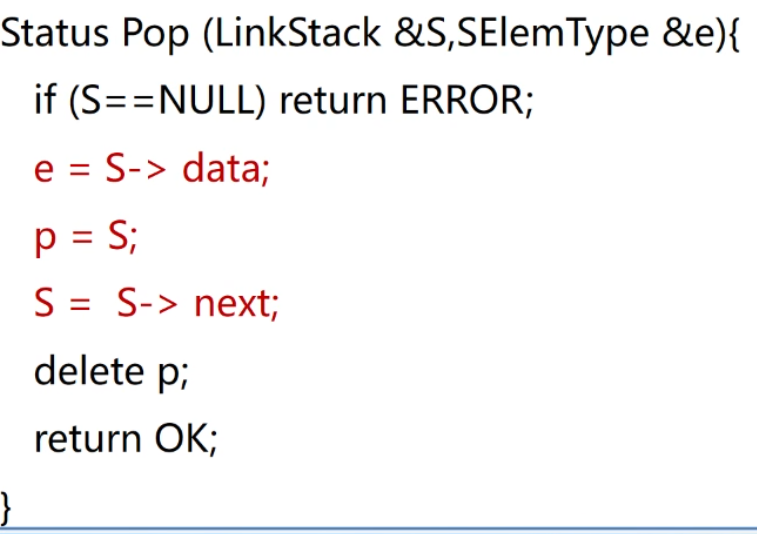 Status Pop (LinkStack &S,SElemType &e){
if (S==NULL) return ERROR;
e = S-> data;
p = S;
S = S-> next;
delete p;
return OK;
}